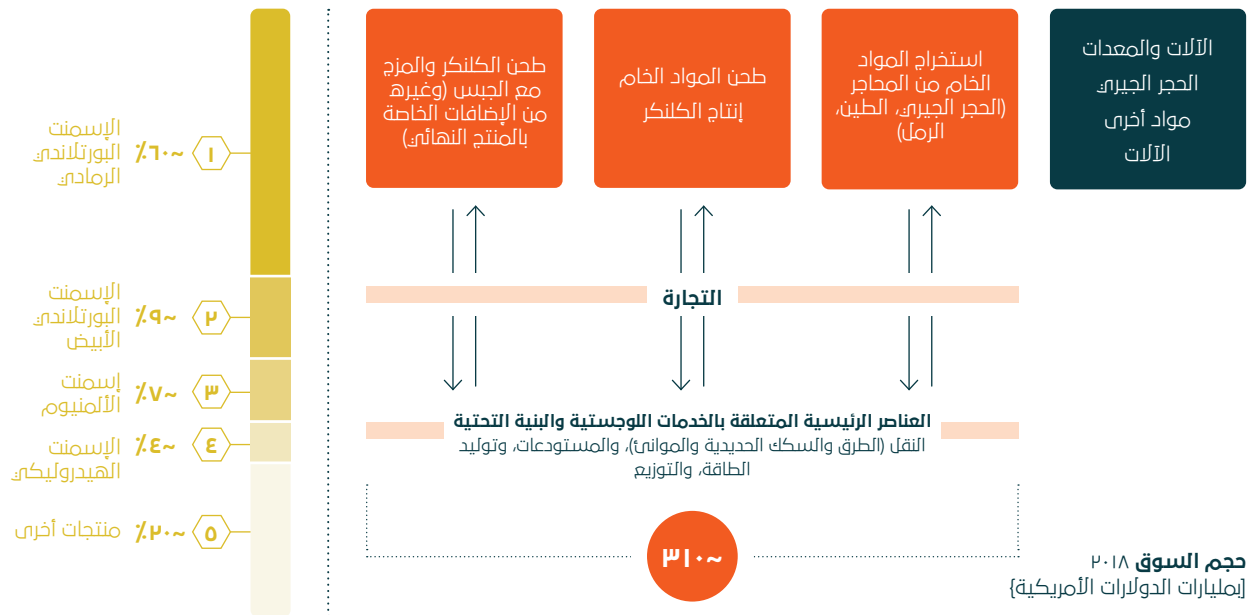 الآلات والمعدات
الحجر الجيري
مواد أخرى
الآلات
استخراج المواد
الخام من المحاجر
(الحجر الجيري، الطين،
الرمل)
طحن المواد الخام
إنتاج الكلنكر
طحن الكلنكر والمزج
مع الجبس (وغيره
من الإضافات الخاصة
بالمنتج النهائي)
التجارة
العناصر الرئيسية المتعلقة بالخدمات اللوجستية والبنية التحتية
النقل (الطرق والسكك الحديدية والموانئ)، والمستودعات، وتوليد
الطاقة، والتوزيع
حجم السوق ٢٠١٨
[بمليارات الدولارات الأمريكية}
~٣١٠
١ ~٦٠٪ الإسمنت
البورتلاندي
الرمادي
٢ ~٩٪ الإسمنت
البورتلاندي
الأبيض
٣ ~٧٪ إسمنت
الألمنيوم
٤ ~٤٪ الإسمنت
الهيدروليكي
٥ ~٢٠٪ منتجات أخرى